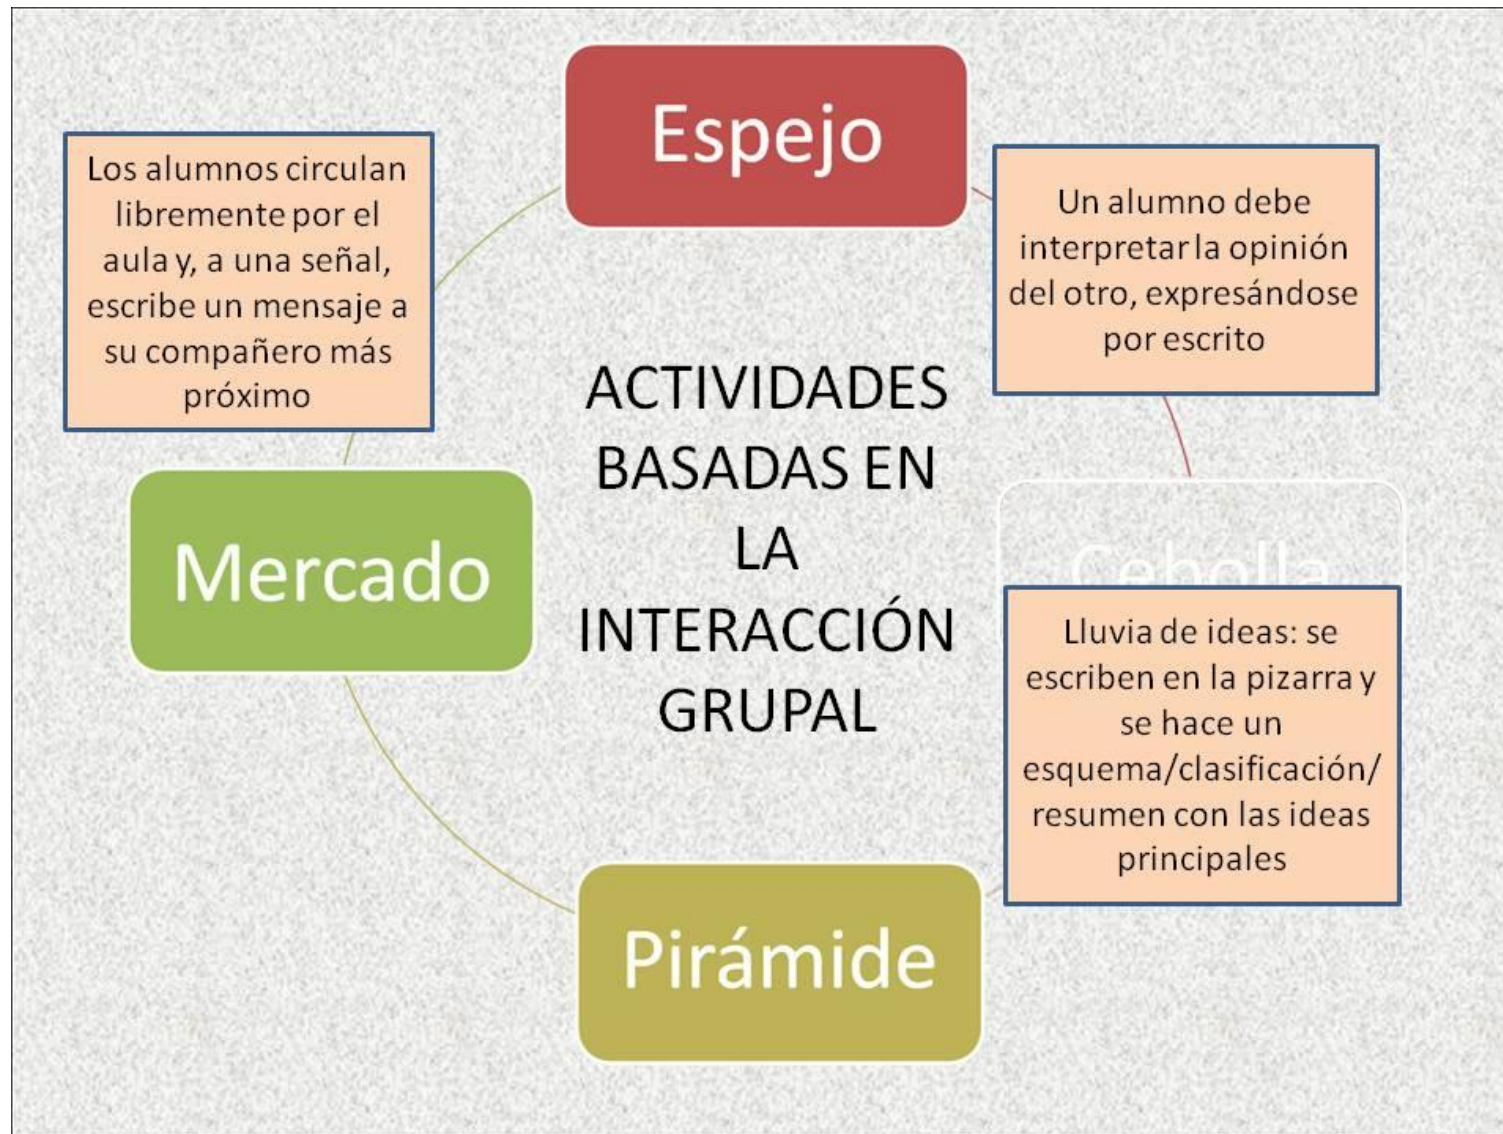 Espejo
Los alumnos circulan
libremente por el
aula y, a una señal,
escribe un mensaje a
su compañero más
próximo
Un alumno debe
interpretar la opinión
del otro, expresándose
por escrito
ACTIVIDADES
BASADAS EN
LA
INTERACCIÓN
GRUPAL
Mercado
Cebolla
Lluvia de ideas: se
escriben en la pizarra y
se hace un
esquema/clasificación/
resumen con las ideas
principales
Pirámide